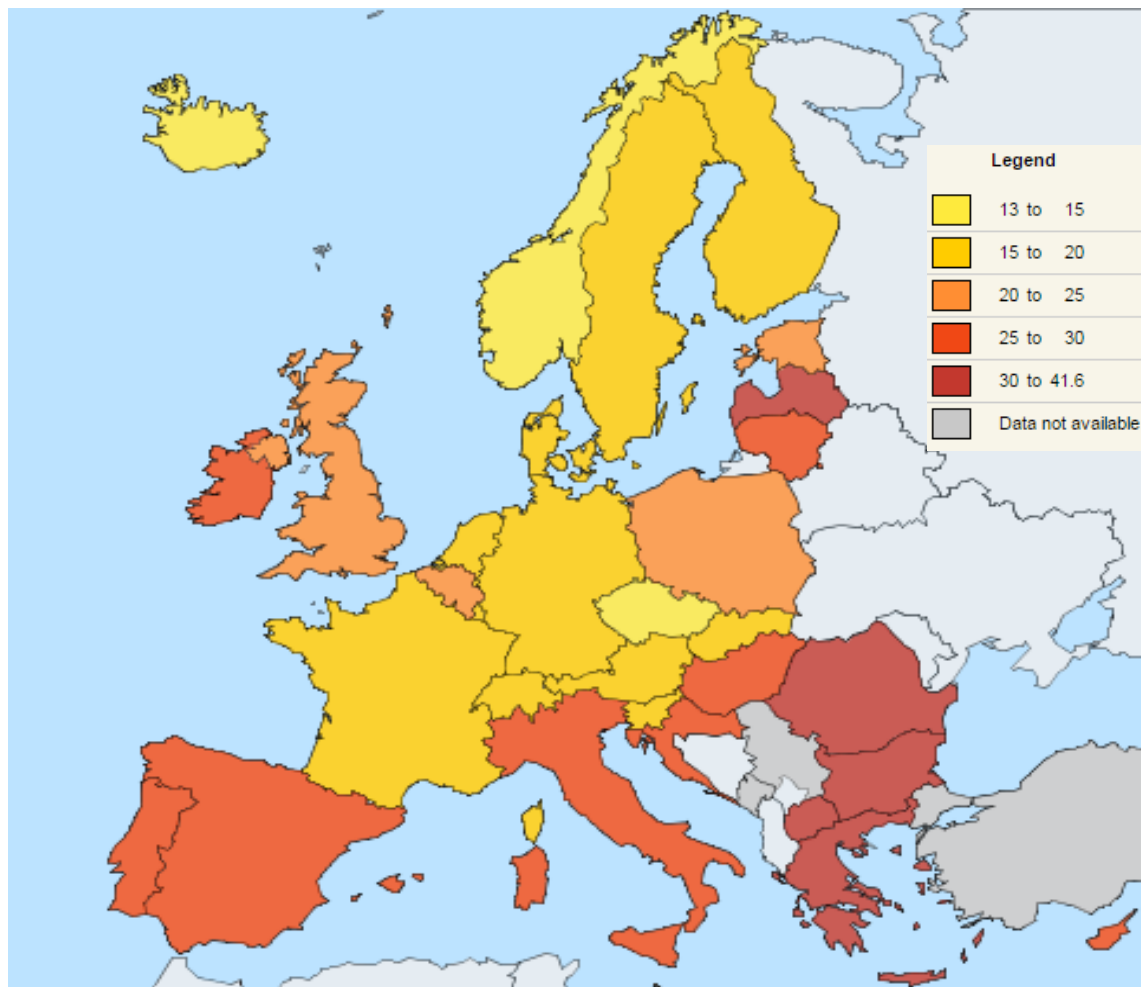 Legend
13 to 15
15 to 20
20 to 25
25 to 30
30 to 41.6
Data not available